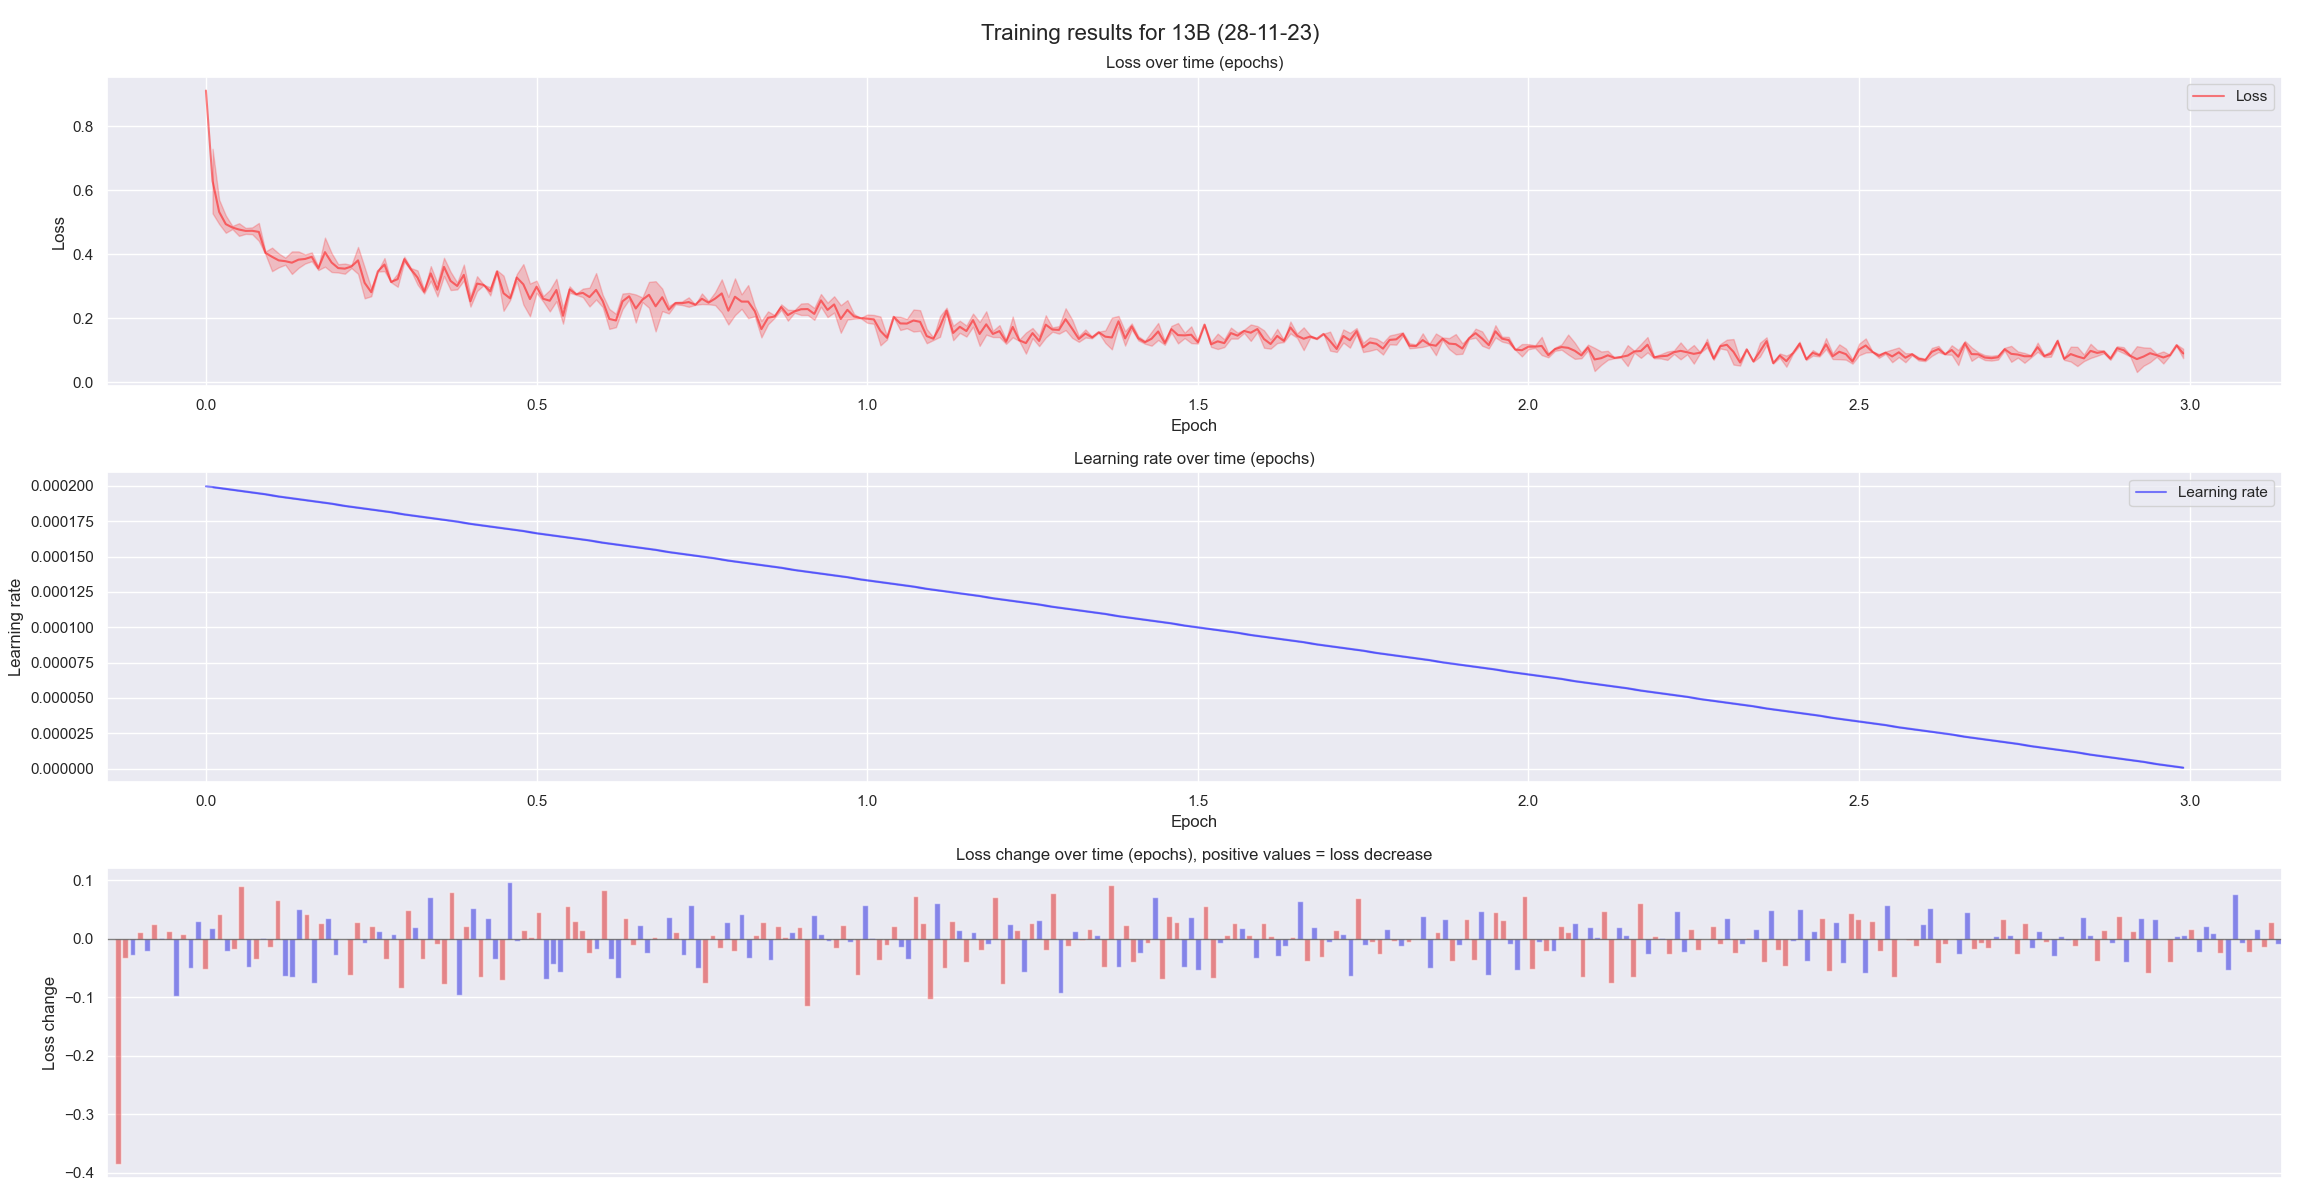 Training results for 13B (28-11-23)
Loss over time (epochs)
Loss
0.8
0.6
0.4
0.2
0.0
Loss
0.0 0.5 1.0 1.5 2.0 2.5 3.0
Epoch
Learning rate over time (epochs)
Learning rate
0.000200
0.000175
0.000150
0.000125
0.000100
0.000075
0.000050
0.000025
0.000000
Learning rate
0.0 0.5 1.0 1.5 2.0 2.5 3.0
Epoch
Loss change over time (epochs), positive values = loss decrease
0.1
0.0
−0.1
−0.2
−0.3
−0.4
Loss change